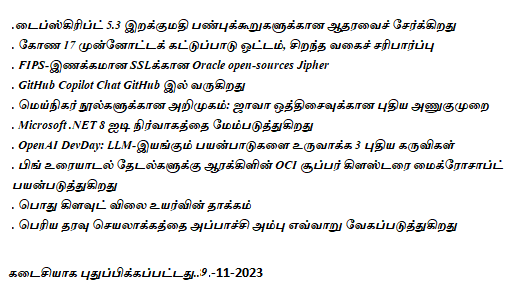 . டைப்ஸ்கிரிப்ட் 5.3 இறக்குமதி பண்புக்கூறுகளுக்கான ஆதரவைச் சேர்க்கிறது
. கோண 17 முன்னோட்டக் கட்டுப்பாடு ஓட்டம், சிறந்த வகைச் சரிபார்ப்பு
. FIPS-இணக்கமான SSLக்கான Oracle open-sources Jipher
. GitHub Copilot Chat GitHub இல் வருகிறது
. மெய்நிகர் நூல்களுக்கான அறிமுகம்: ஜாவா ஒத்திசைவுக்கான புதிய அணுகுமுறை
. Microsoft .NET 8 ஐடி நிர்வாகத்தை மேம்படுத்துகிறது
. OpenAI DevDay: LLM-இயங்கும் பயன்பாடுகளை உருவாக்க 3 புதிய கருவிகள்
. பிங் உரையாடல் தேடல்களுக்கு ஆரக்கிளின் OCI சூப்பர் கிளஸ்டரை மைக்ரோசாப்ட்
பயன்படுத்துகிறது
. பொது கிளவுட் விலை உயர்வின் தாக்கம்
. பெரிய தரவு செயலாக்கத்தை அப்பாச்சி அம்பு எவ்வாறு வேகப்படுத்துகிறது
கடைசியாக புதுப்பிக்கப்பட்டது..9.-11-2023